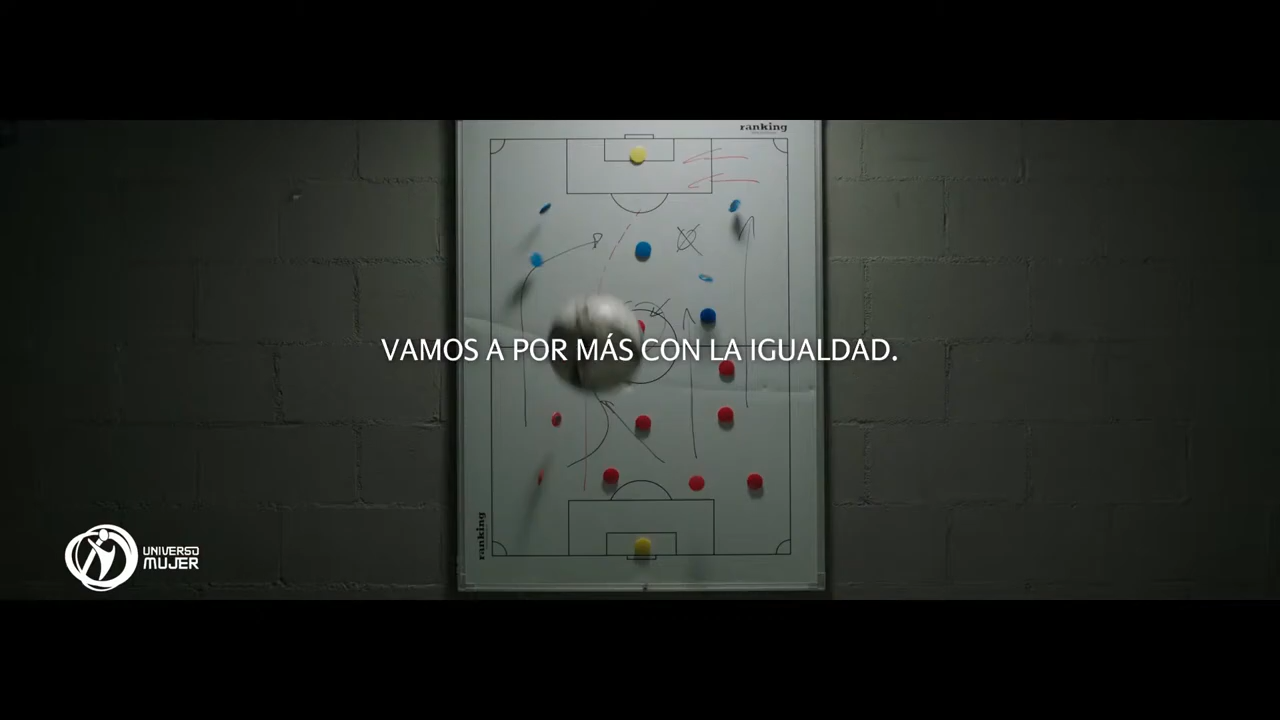 ranking
VAMOS A POR MÁS CON LA IGUALDAD.
ranking
UNIVERSO
MUJER